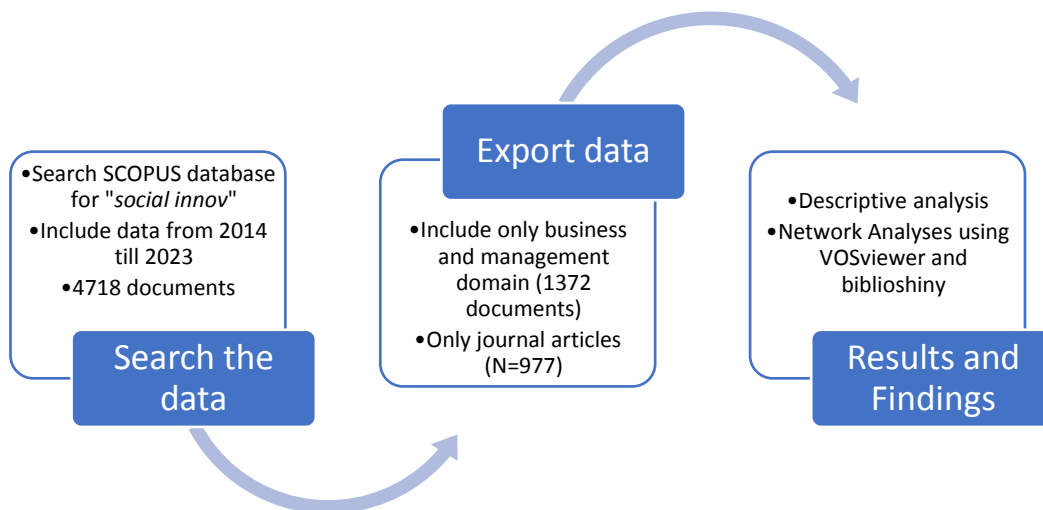 •Search SCOPUS database
for "social innov"
•Include data from 2014
till 2023
•4718 documents
Search the
data
Export data
•Include only business
and management
domain (1372
documents)
•Only journal articles
(N=977)
•Descriptive analysis
•Network Analyses using
VOSviewer and
biblioshiny
Results and
Findings